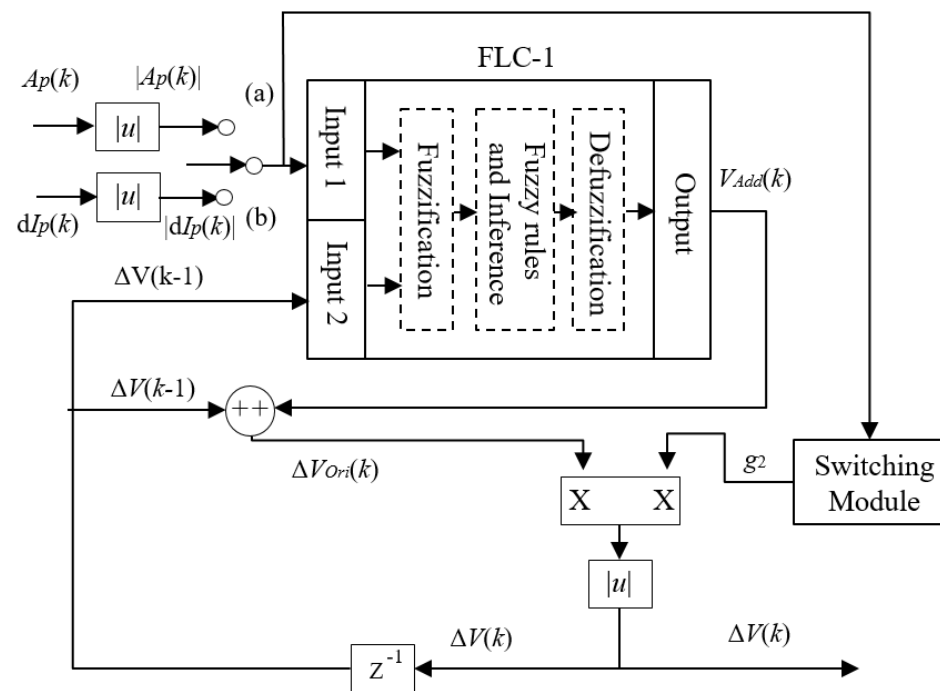 FLC-1
Ap(k)
|Ap(k)|
(a)
|u|
|u|
dIp(k)
|dIp(k)|
(b)
Input 1
Input 2
Fuzzification
Fuzzy rules
and Inference
Defuzzification
Output
VAdd(k)
ΔV(k-1)
ΔV(k-1)
++
ΔVOri(k)
g2
Switching
Module
X X
|u|
ΔV(k)
ΔV(k)
Z-1